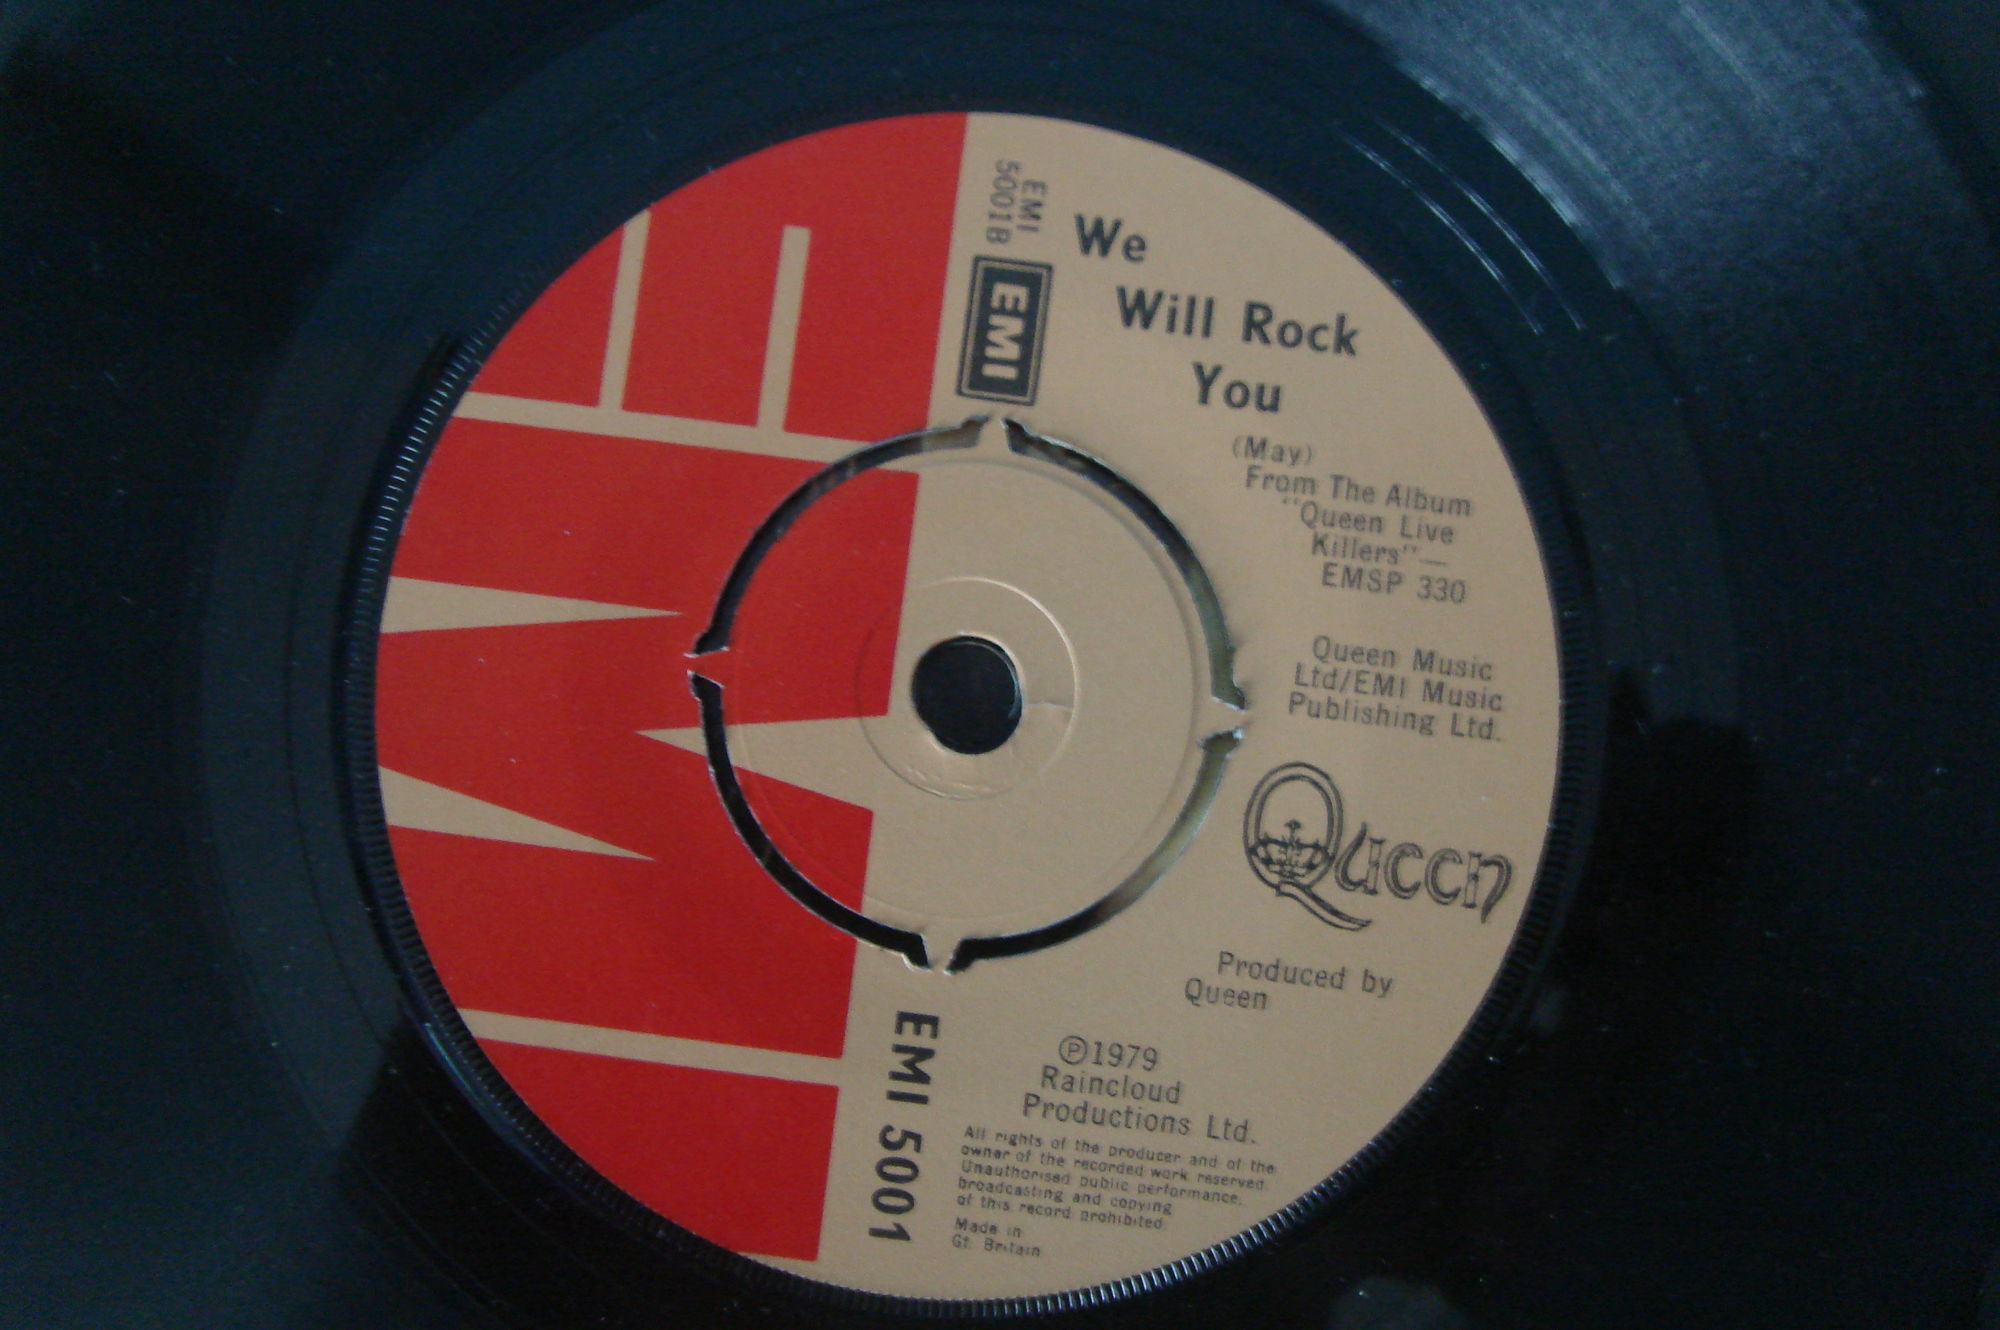 EMI
EMI
5001B
EMI
We
Will Rock
You
(May)
From The Album
"Queen Live
Killers"—
EMSP 330
Queen Music
Ltd/EMI Music
Publishing Ltd.
Queen
Produced by
Queen
℗1979
Raincloud
Productions Ltd.
EMI 5001
All rights of the producer and of the
owner of the recorded work reserved.
Unauthorised public performance,
broadcasting and copying
of this record prohibited.
Made in
Gt. Britain